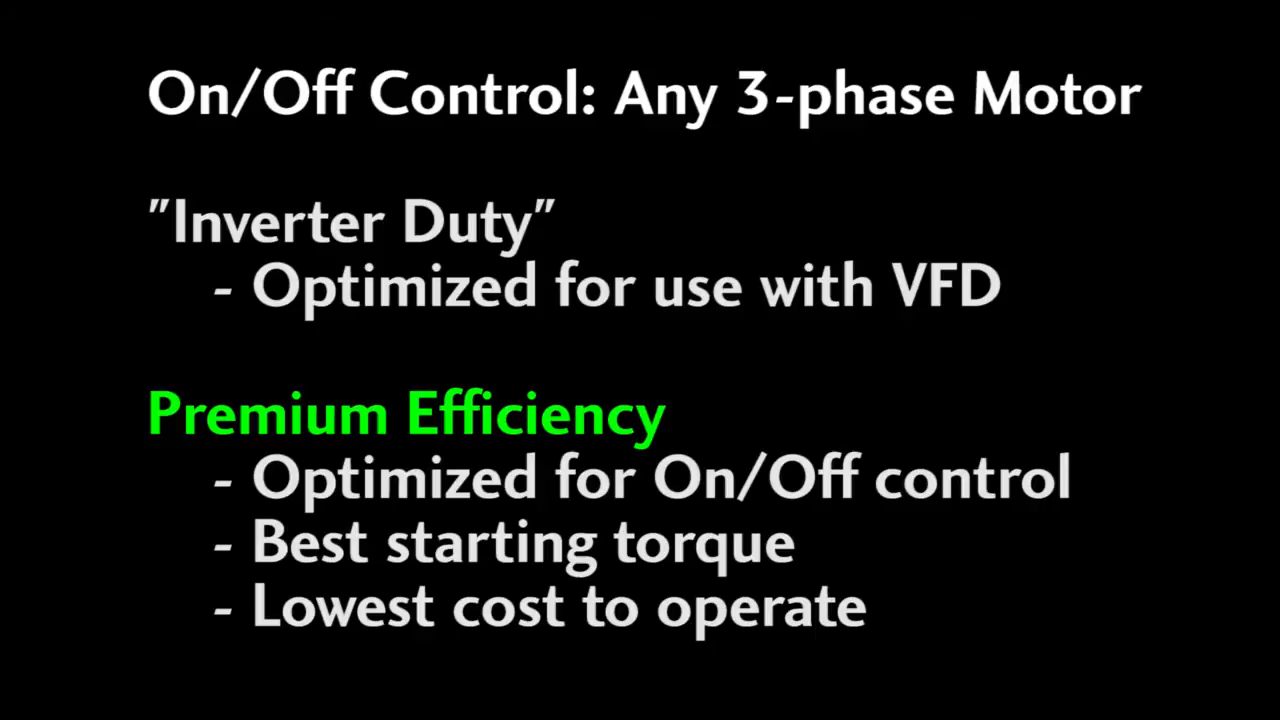 On/Off Control: Any 3-phase Motor
"Inverter Duty"
- Optimized for use with VFD
Premium Efficiency
- Optimized for On/Off control
- Best starting torque
- Lowest cost to operate